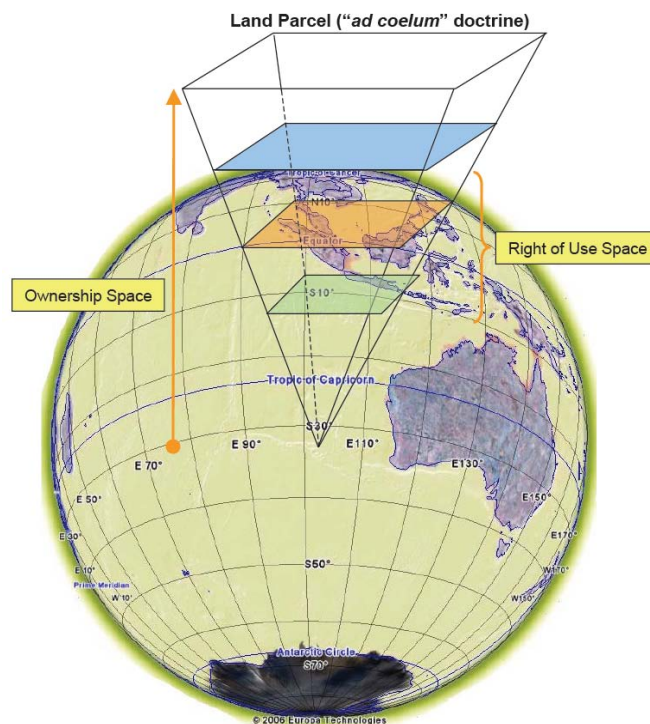 Land Parcel (“ad coelum” doctrine)
Tropic of Cancer
N10°
Equator
Right of Use Space
Ownership Space
S10°
Tropic of Capricorn
S30°
E 90°
E110°
E 70°
E130°
E 50°
E150°
E 30°
E170°
E 10°
S50°
W170°
Prime Meridian
W 10°
W150°
Antarctic Circle
S70°
© 2006 Europa Technologies